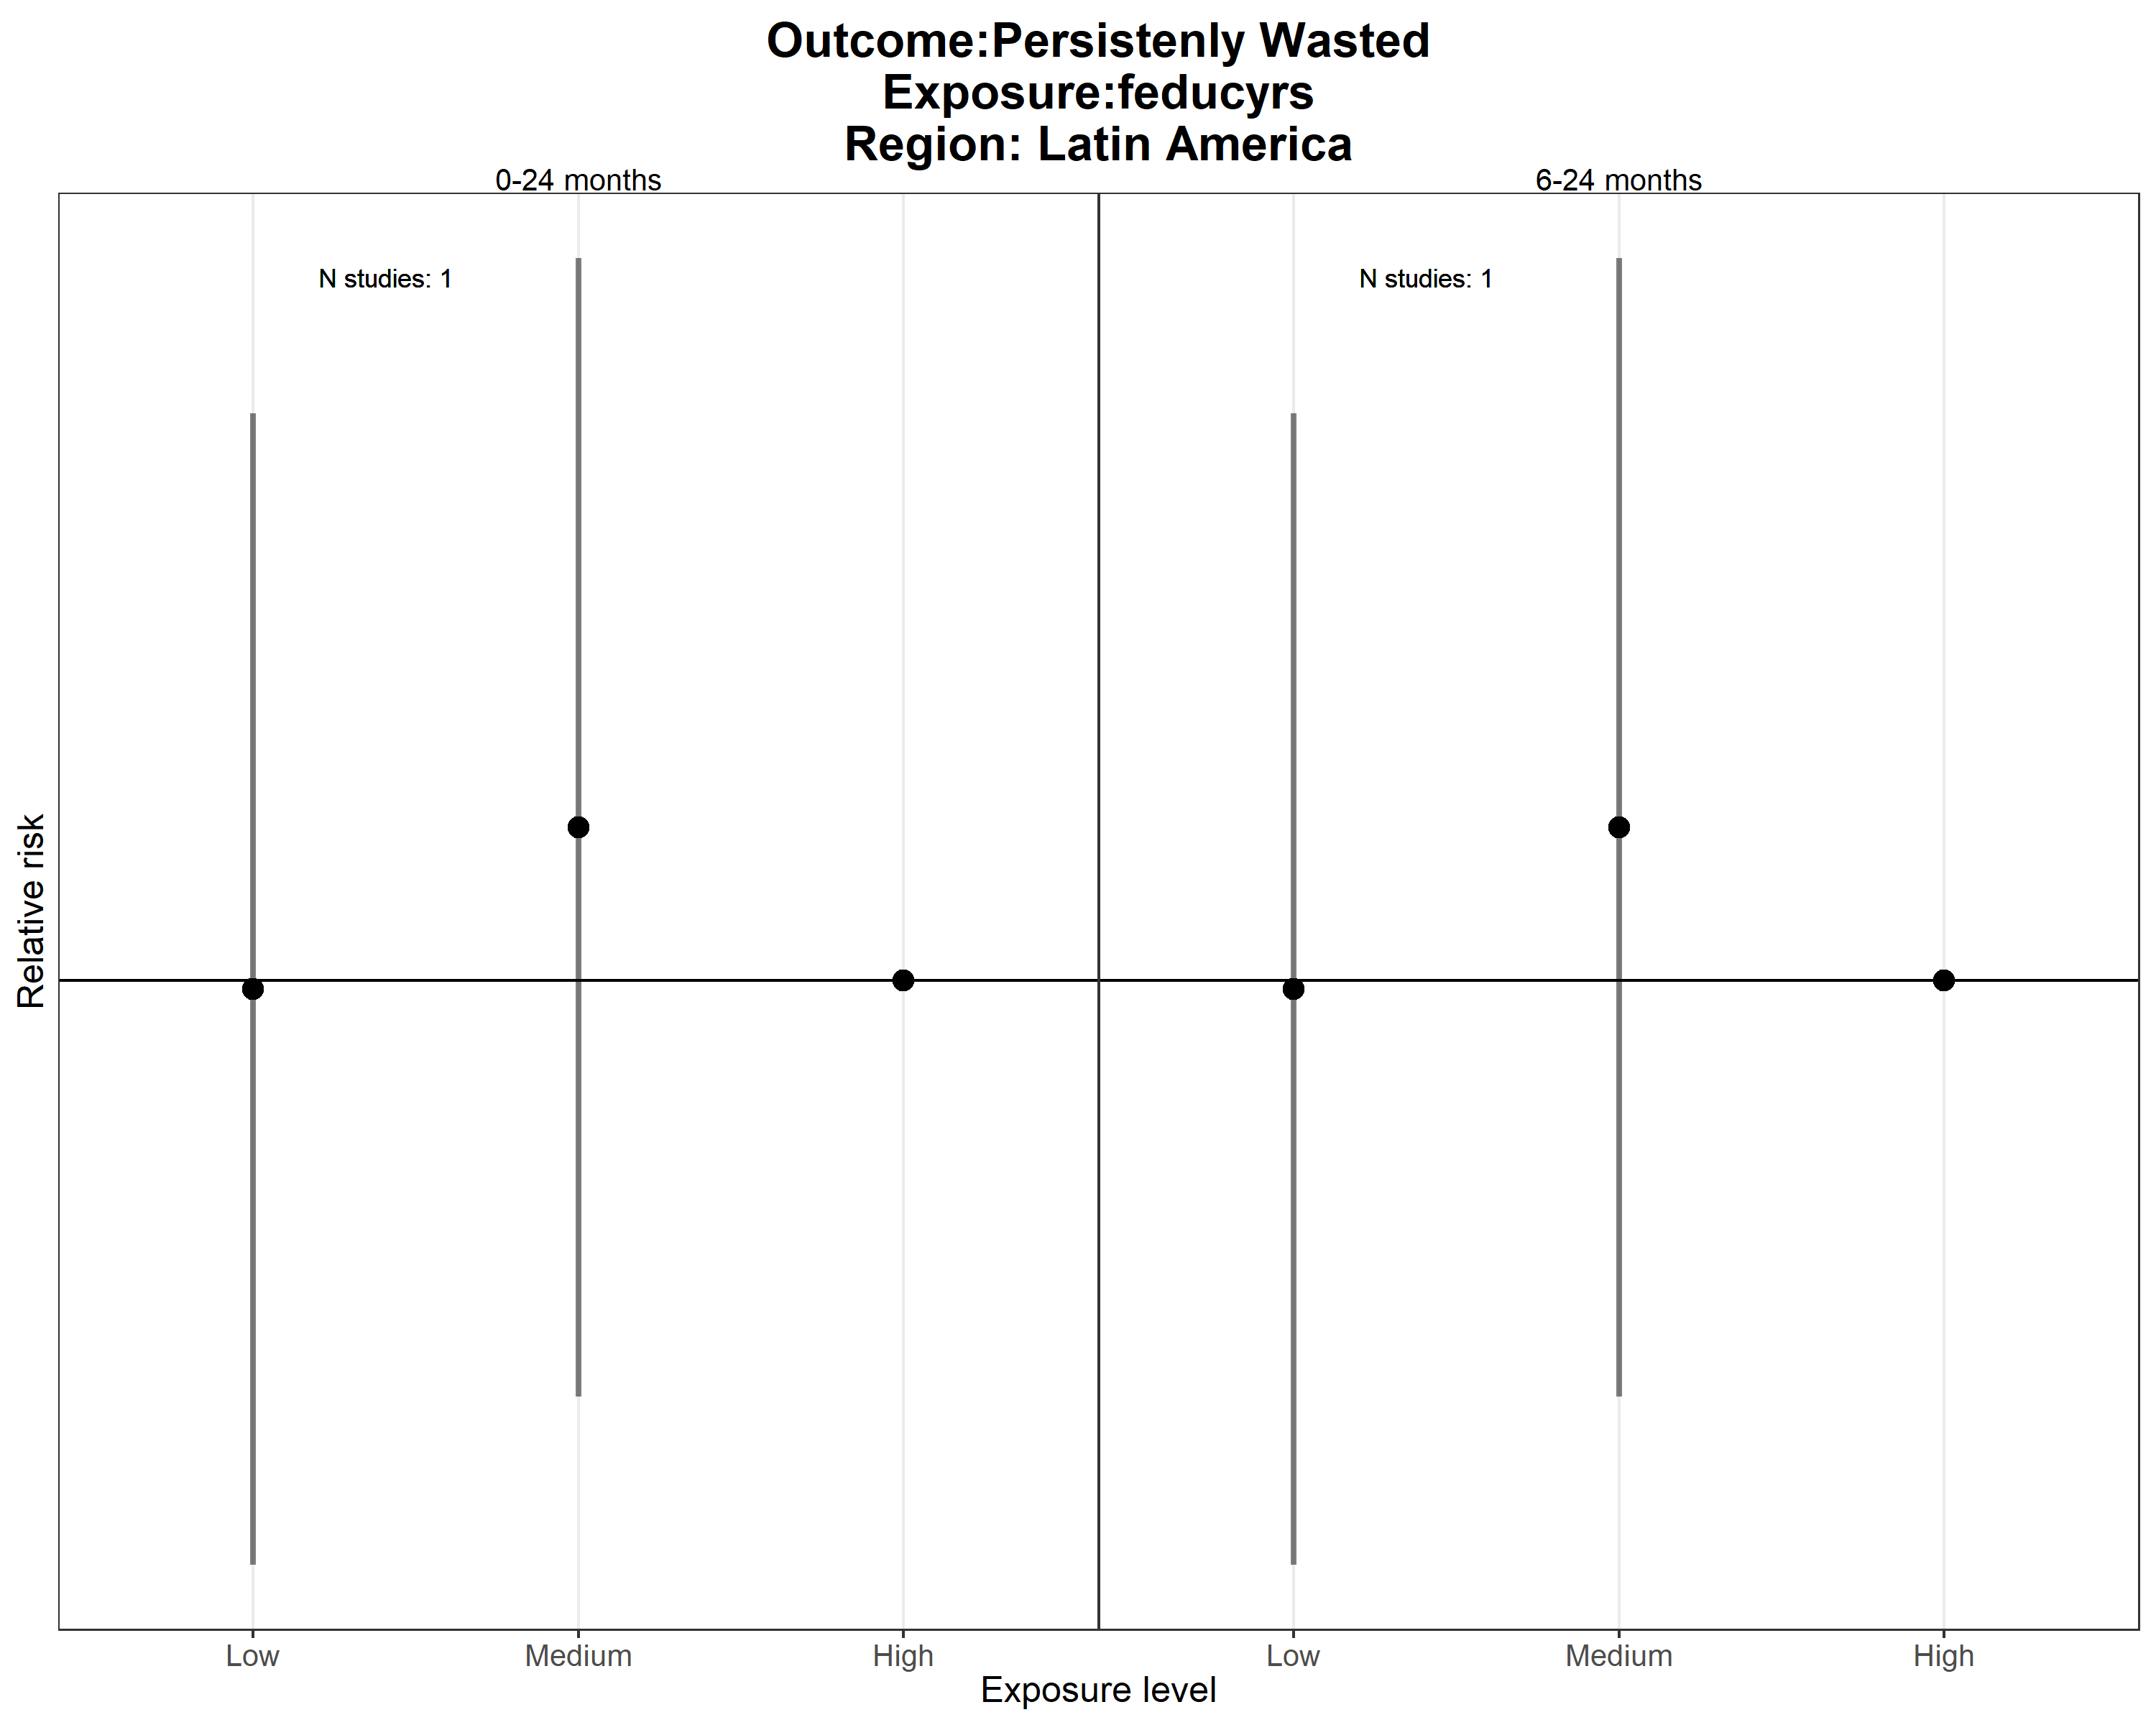 Outcome:Persistenly Wasted
Exposure:feducyrs
Region: Latin America
0-24 months
6-24 months
N studies: 1
N studies: 1
Relative risk
Low
Medium
High
Low
Medium
High
Exposure level